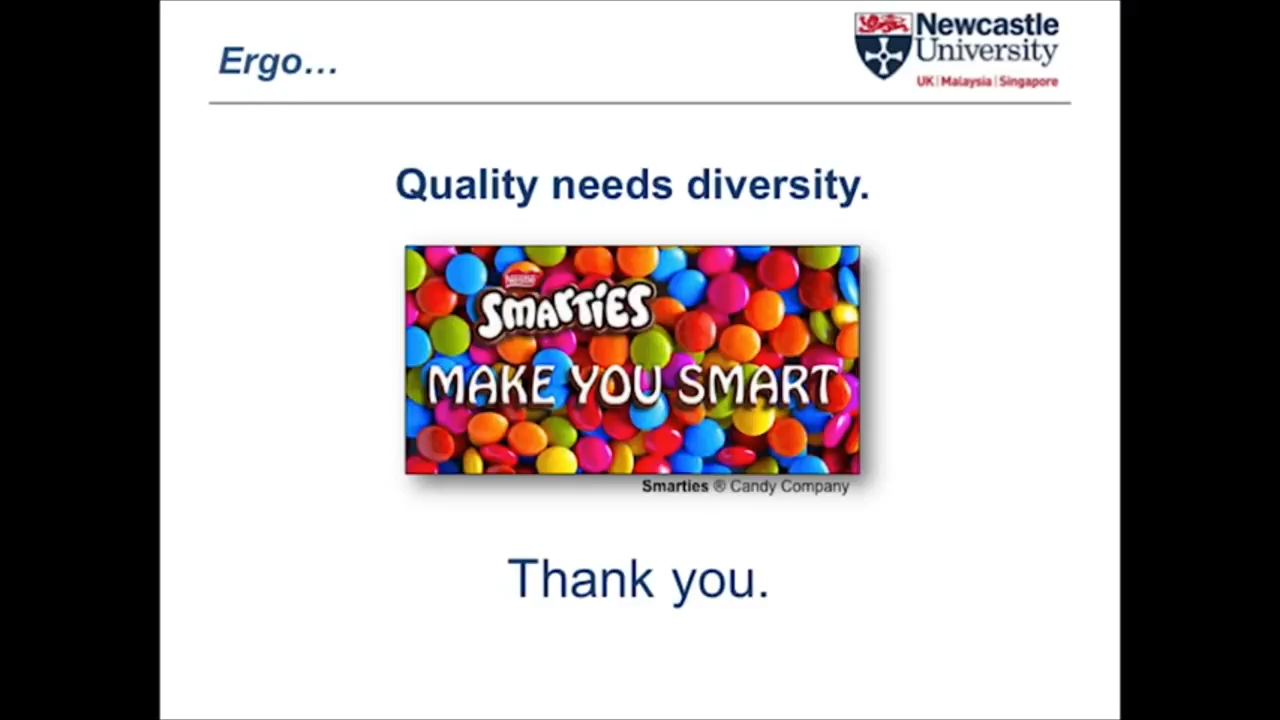 Ergo…
Newcastle
University
UK | Malaysia | Singapore
Quality needs diversity.
Nestlé
SMARTIES
MAKE YOU SMART
Smarties ® Candy Company
Thank you.